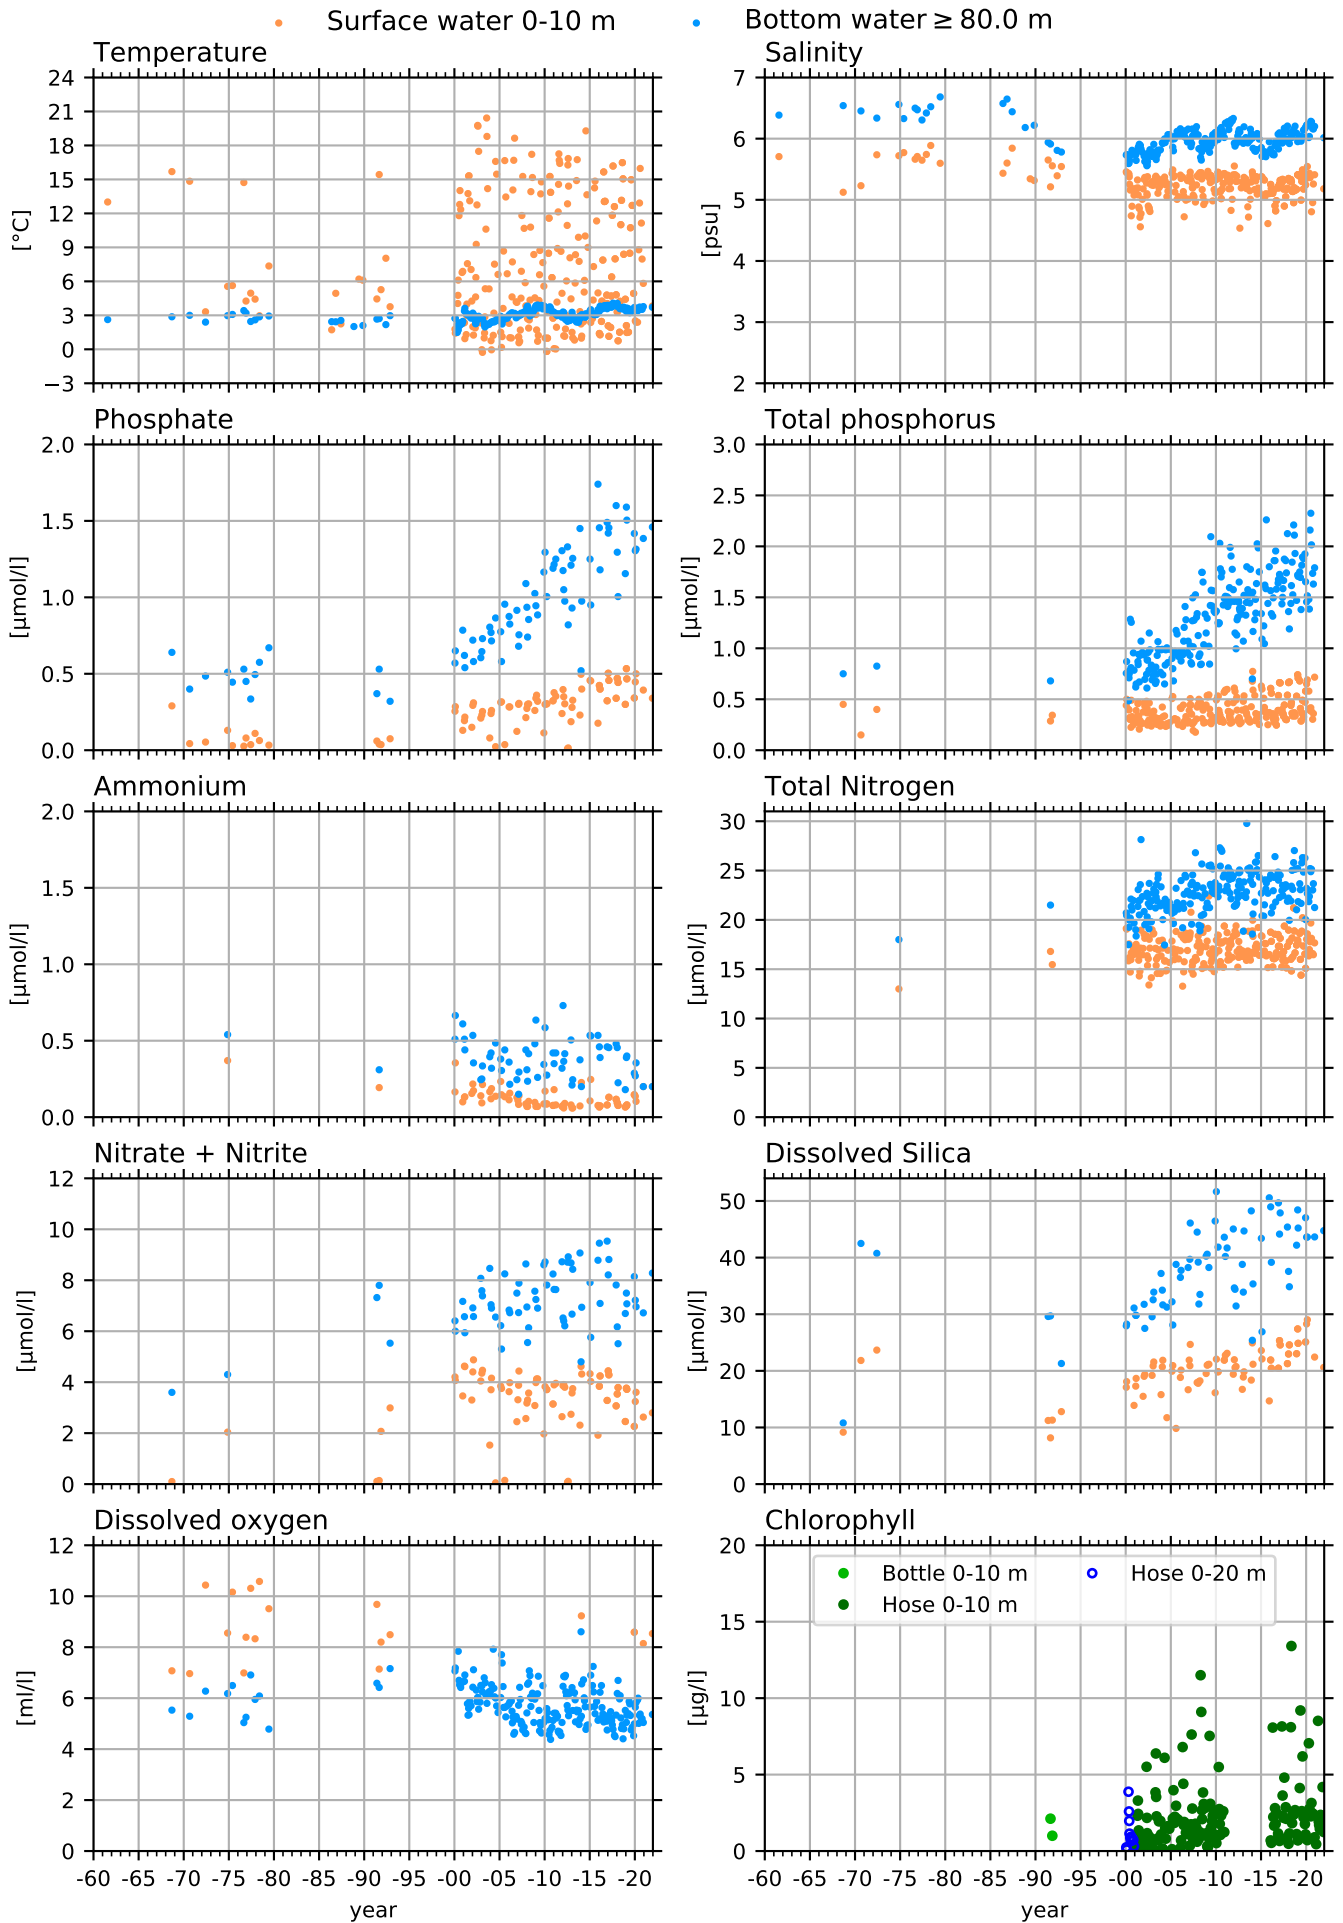 Surface water 0-10 m Bottom water ≥ 80.0 m
Temperature
24
21
18
15
12
9
6
3
0
−3
[°C]
Salinity
7
6
5
4
3
2
[psu]
Phosphate
2.0
1.5
1.0
0.5
0.0
[µmol/l]
Total phosphorus
3.0
2.5
2.0
1.5
1.0
0.5
0.0
[µmol/l]
Ammonium
2.0
1.5
1.0
0.5
0.0
[µmol/l]
Total Nitrogen
30
25
20
15
10
5
0
[µmol/l]
Nitrate + Nitrite
12
10
8
6
4
2
0
[µmol/l]
Dissolved Silica
50
40
30
20
10
0
[µmol/l]
Dissolved oxygen
12
10
8
6
4
2
0
[ml/l]
-60 -65 -70 -75 -80 -85 -90 -95 -00 -05 -10 -15 -20
year
Chlorophyll
Bottle 0-10 m Hose 0-20 m
Hose 0-10 m
20
15
10
5
0
[µg/l]
-60 -65 -70 -75 -80 -85 -90 -95 -00 -05 -10 -15 -20
year